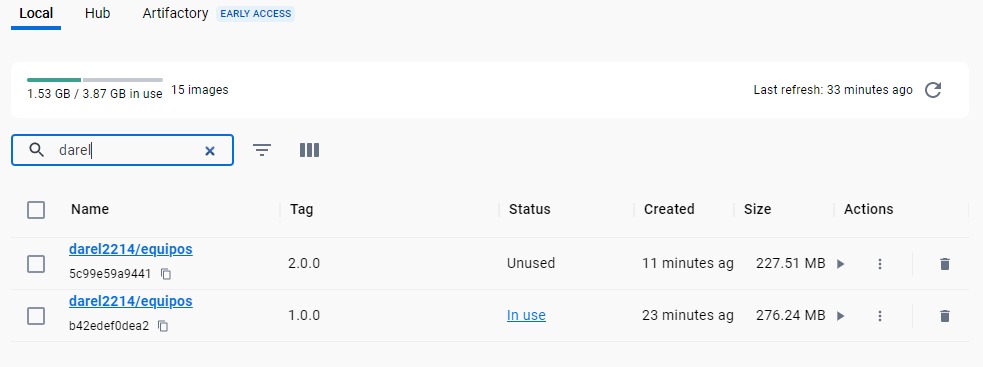 Local Hub Artifactory EARLY ACCESS
1.53 GB / 3.87 GB in use 15 images Last refresh: 33 minutes ago
darel
Name Tag Status Created Size Actions
darel2214/equipos
5c99e59a9441 2.0.0 Unused 11 minutes ag 227.51 MB
darel2214/equipos
b42edef0dea2 1.0.0 In use 23 minutes ag 276.24 MB